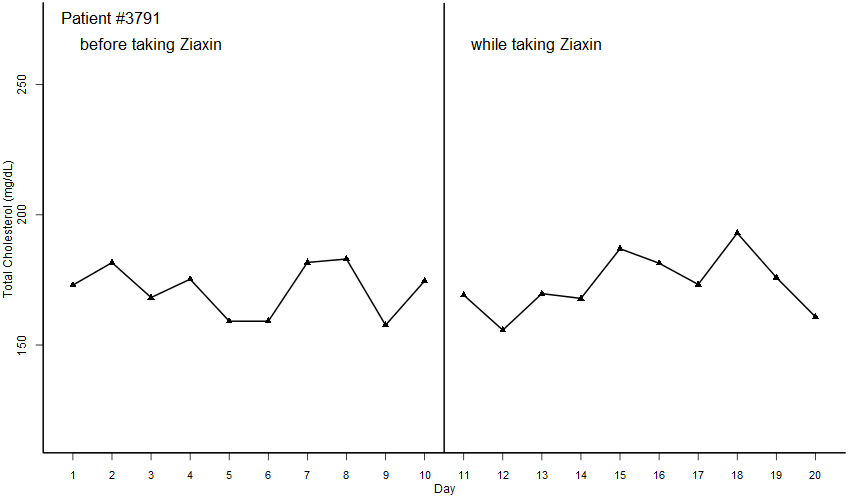 Patient #3791
before taking Ziaxin
while taking Ziaxin
Total Cholesterol (mg/dL)
250
200
150
1 2 3 4 5 6 7 8 9 10 11 12 13 14 15 16 17 18 19 20
Day